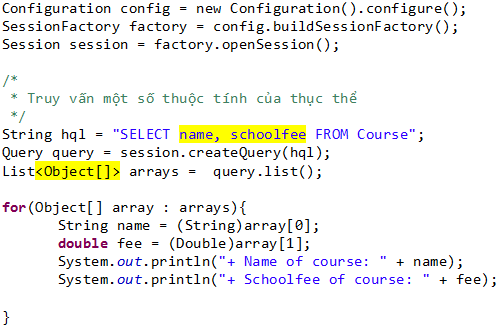 Configuration config = new Configuration().configure();
SessionFactory factory = config.buildSessionFactory();
Session session = factory.openSession();
/*
* Truy vấn một số thuộc tính của thục thể
*/
String hql = "SELECT name, schoolfee FROM Course";
Query query = session.createQuery(hql);
List<Object[]> arrays =  query.list();
for(Object[] array : arrays){
String name = (String)array[0];
double fee = (Double)array[1];
System.out.println("+ Name of course: " + name);
System.out.println("+ Schoolfee of course: " + fee);
}